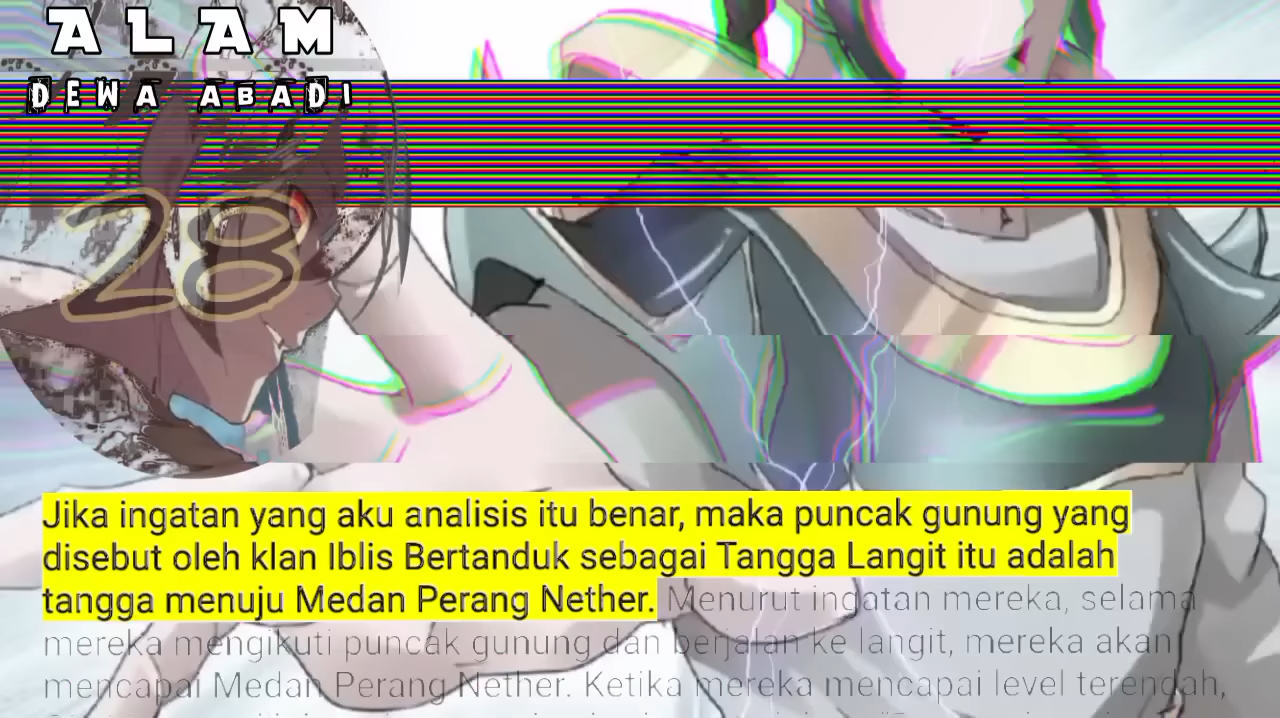 ALAM
DEWA ABADI
28
Jika ingatan yang aku analisis itu benar, maka puncak gunung yang
disebut oleh klan Iblis Bertanduk sebagai Tangga Langit itu adalah
tangga menuju Medan Perang Nether. Menurut ingatan mereka, selama
mereka mengikuti puncak gunung dan berjalan ke langit, mereka akan
mencapai Medan Perang Nether. Ketika mereka mencapai level terendah,